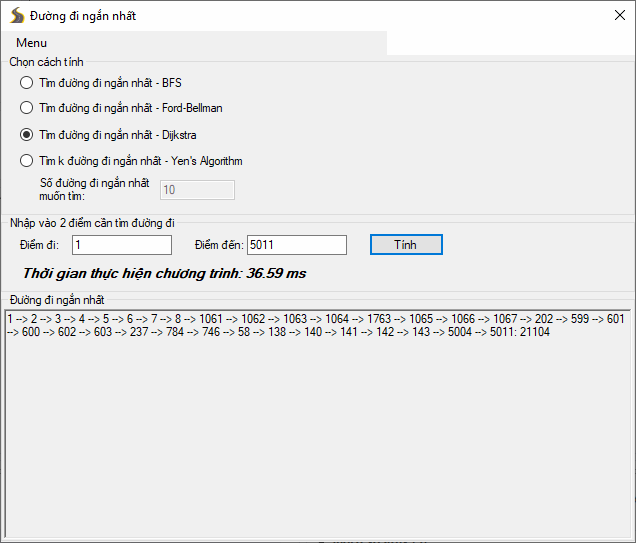 Đường đi ngắn nhất
Menu
Chọn cách tính
Tìm đường đi ngắn nhất - BFS
Tìm đường đi ngắn nhất - Ford-Bellman
Tìm đường đi ngắn nhất - Dijkstra
Tìm k đường đi ngắn nhất - Yen's Algorithm
Số đường đi ngắn nhất
muốn tìm:
10
Nhập vào 2 điểm cần tìm đường đi
Điểm đi: 1 Điểm đến: 5011 Tính
Thời gian thực hiện chương trình: 36.59 ms
Đường đi ngắn nhất
1 --> 2 --> 3 --> 4 --> 5 --> 6 --> 7 --> 8 --> 1061 --> 1062 --> 1063 --> 1064 --> 1763 --> 1065 --> 1066 --> 1067 --> 202 --> 599 --> 601
--> 600 --> 602 --> 603 --> 237 --> 784 --> 746 --> 58 --> 138 --> 140 --> 141 --> 142 --> 143 --> 5004 --> 5011: 21104